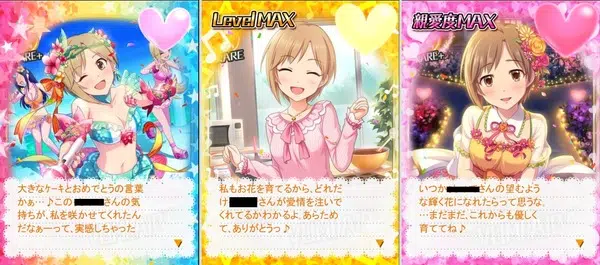 ARE+
大きなケーキとおめでとうの言葉
かぁ…♪この さんの気
持ちが、私を咲かせてくれたん
だなぁーって、実感しちゃった
Level MAX
ARE
私もお花を育てるから、どれだ
け さんが愛情を注いで
くれてるかわかるよ。あらため
て、ありがとうっ♪
親愛度MAX
ARE+
いつか さんの望むよう
な輝く花になれたらって思うな。
…まだまだ、これからも優しく
育ててね♪